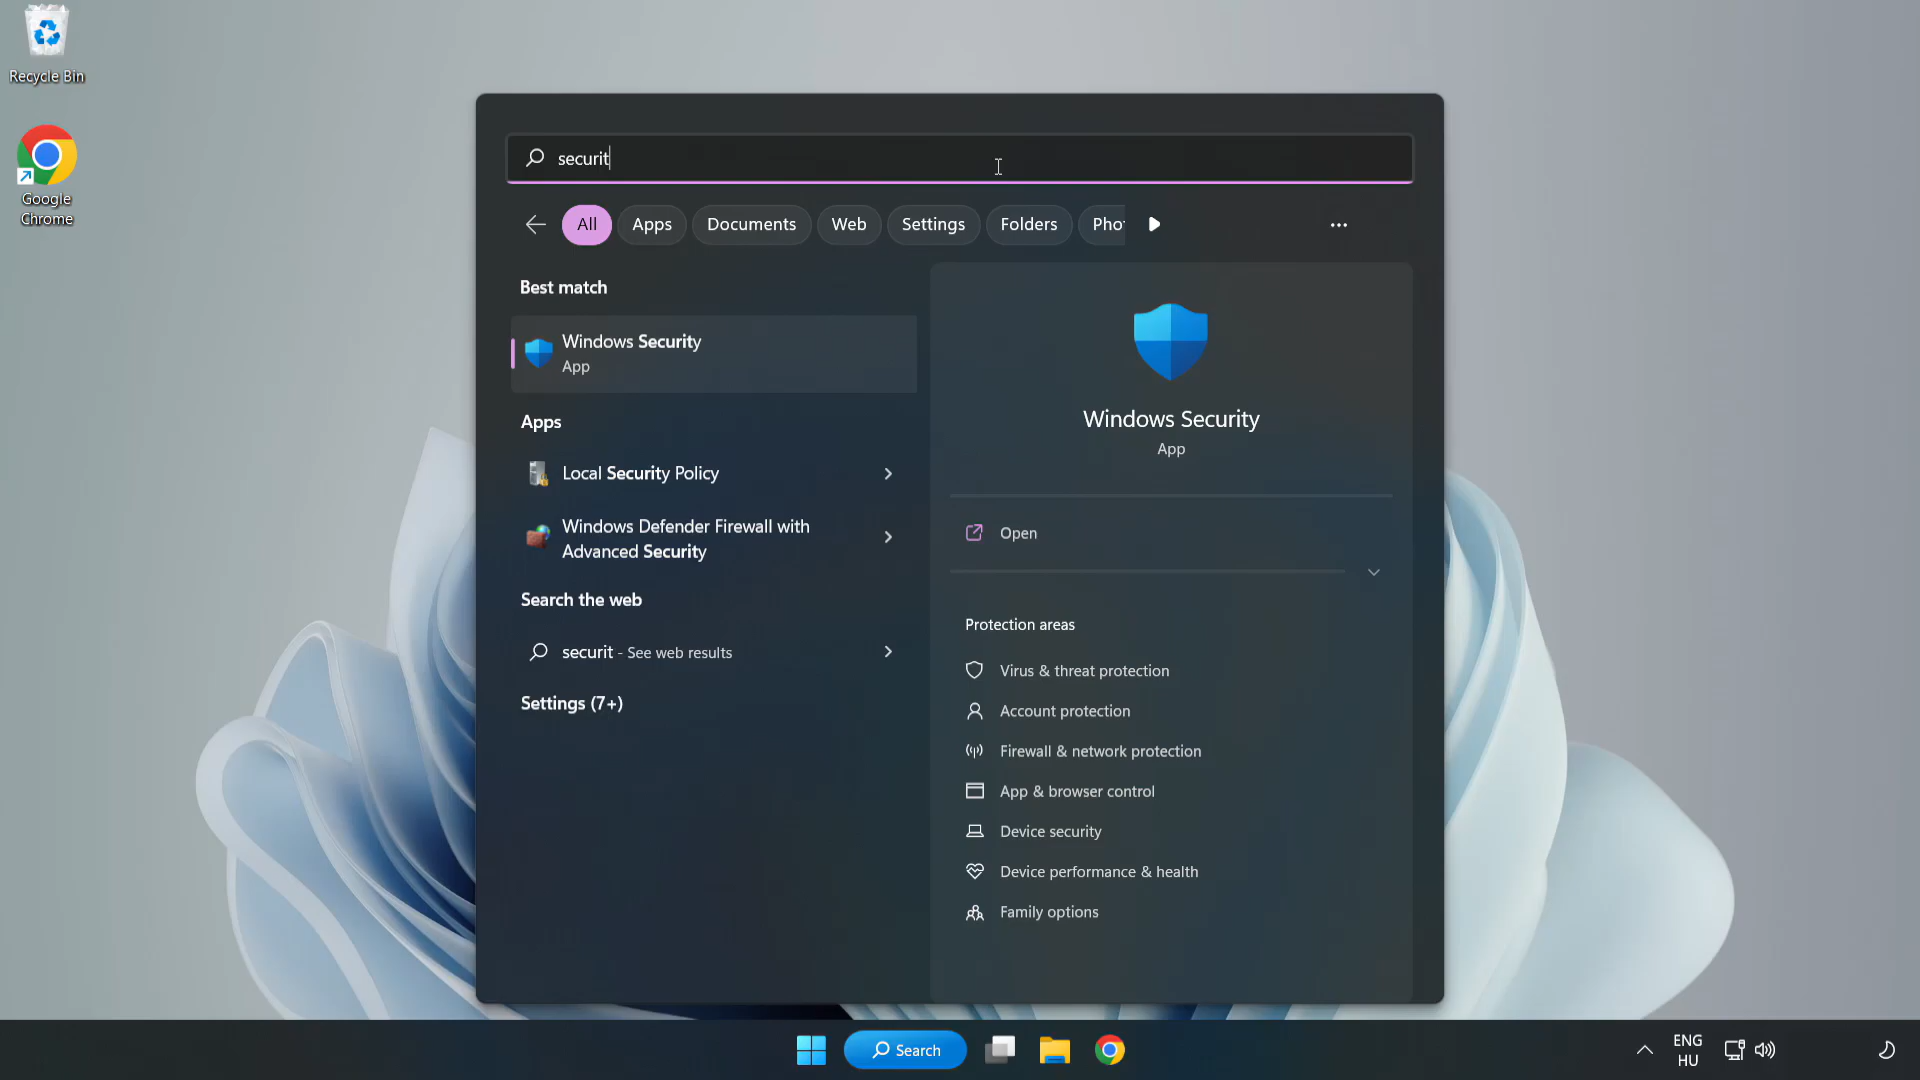 Recycle Bin
Google
Chrome
securit
All
Apps
Documents
Web
Settings
Folders
Pho
Best match
Windows Security
App
Apps
Local Security Policy
Windows Defender Firewall with
Advanced Security
Search the web
securit - See web results
Settings (7+)
Windows Security
App
Open
Protection areas
Virus & threat protection
Account protection
Firewall & network protection
App & browser control
Device security
Device performance & health
Family options
Search
ENG
HU